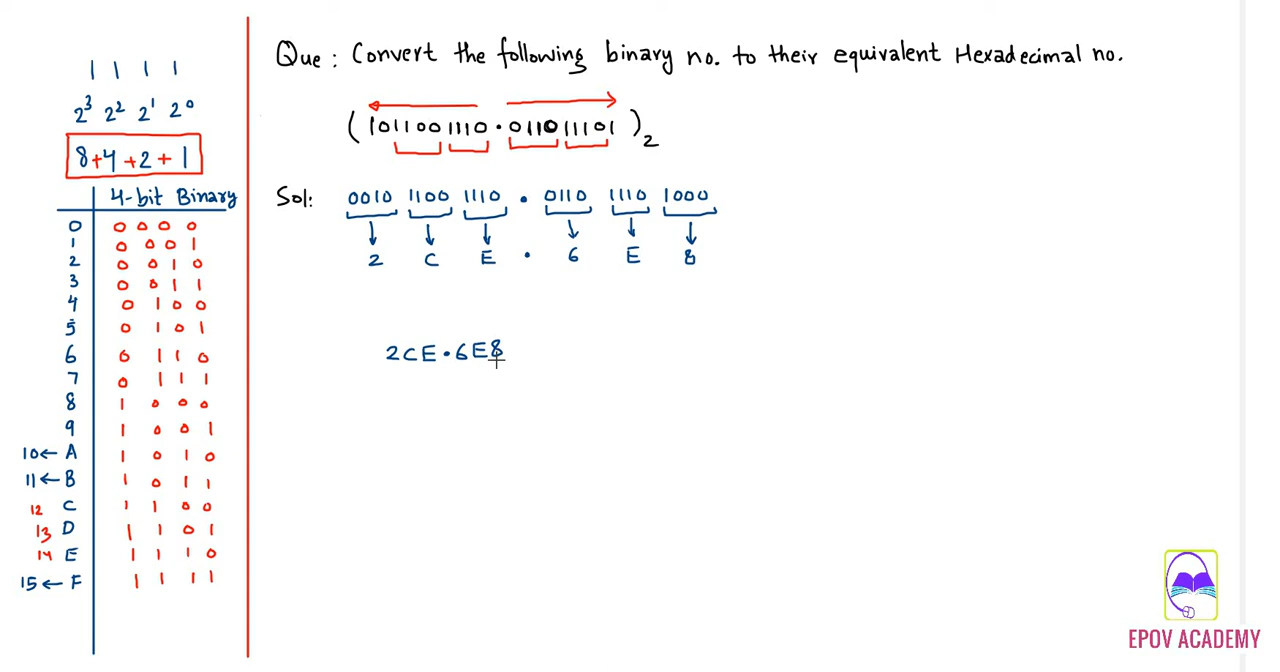 Que : Convert the following binary no. to their equivalent Hexadecimal no.
(1011001110.011011101)2
Sol: 0010 1100 1110 . 0110 1110 1000
2 C E . 6 E 8
2CE.6E8
1 1 1 1
2³ 2² 2¹ 2⁰
8+4+2+1
4-bit Binary
0 0 0 0 0
1 0 0 0 1
2 0 0 1 0
3 0 0 1 1
4 0 1 0 0
5 0 1 0 1
6 0 1 1 0
7 0 1 1 1
8 1 0 0 0
9 1 0 0 1
10← A 1 0 1 0
11← B 1 0 1 1
12 C 1 1 0 0
13 D 1 1 0 1
14 E 1 1 1 0
15← F 1 1 1 1
EPOV ACADEMY